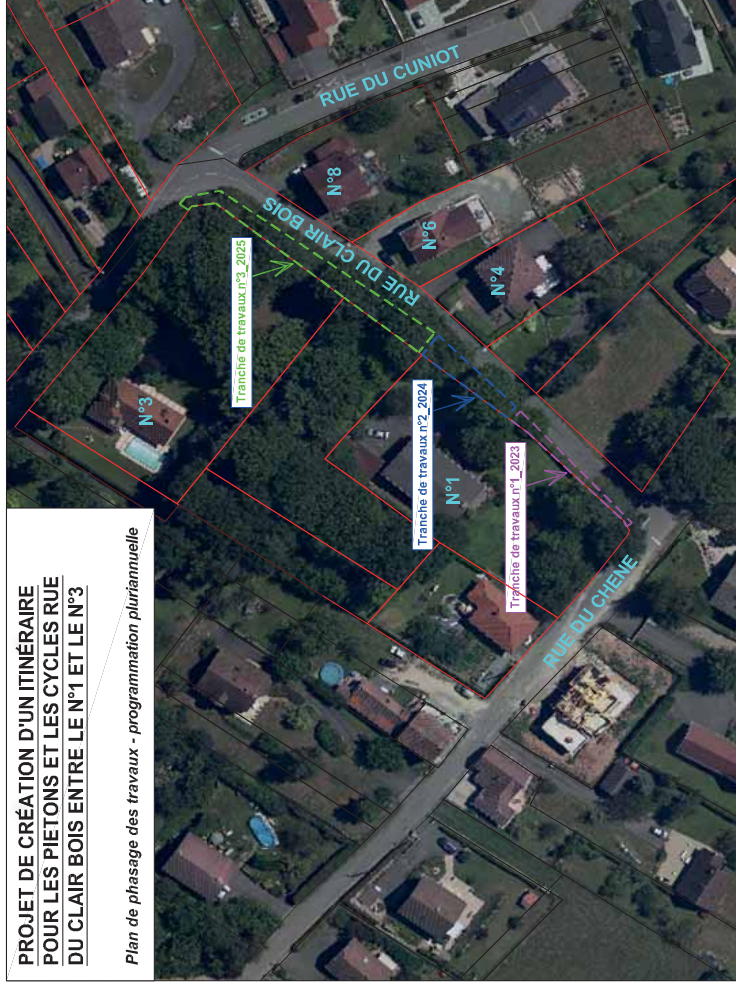 PROJET DE CRÉATION D'UN ITINÉRAIRE
POUR LES PIETONS ET LES CYCLES RUE
DU CLAIR BOIS ENTRE LE N°1 ET LE N°3
Plan de phasage des travaux - programmation pluriannuelle
RUE DU CUNIOT
N°8
RUE DU CLAIR BOIS
N°6
N°4
Tranche de travaux n°3_2025
N°3
Tranche de travaux n°2_2024
N°1
Tranche de travaux n°1_2023
RUE DU CHENE